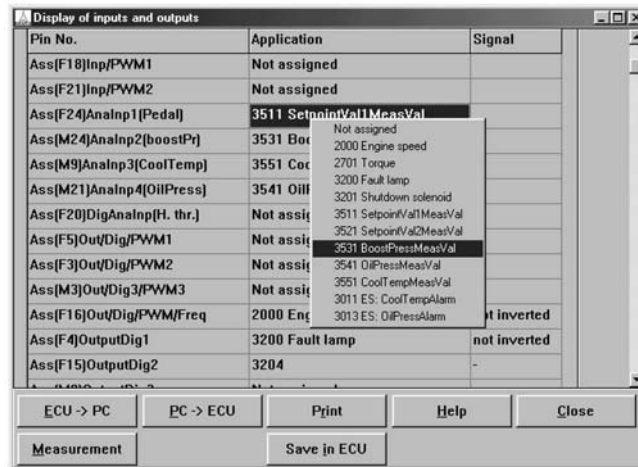 Display of inputs and outputs
Pin No. Application Signal
Ass(F18)Inp/PWM1 Not assigned
Ass(F21)Inp/PWM2 Not assigned
Ass(F24)AnaInp1(Pedal) 3511 SetpointVal1MeasVal
Ass(M24)AnaInp2(boostPr) 3531 Boo
Ass(M9)AnaInp3(CoolTemp) 3551 Coo
Ass(M21)AnaInp4(OilPress) 3541 OilP
Ass(F20)DigAnaInp(H. thr.) Not assig
Ass(F5)Out/Dig/PWM1 Not assig
Ass(F3)Out/Dig/PWM2 Not assig
Ass(M3)Out/Dig3/PWM3 Not assig
Ass(F16)Out/Dig/PWM/Freq 2000 Eng ot inverted
Ass(F4)OutputDig1 3200 Fault lamp not inverted
Ass(F15)OutputDig2 3204 -
Not assigned
2000 Engine speed
2701 Torque
3200 Fault lamp
3201 Shutdown solenoid
3511 SetpointVal1MeasVal
3521 SetpointVal2MeasVal
3531 BoostPressMeasVal
3541 OilPressMeasVal
3551 CoolTempMeasVal
3011 ES: CoolTempAlarm
3013 ES: OilPressAlarm
ECU -> PC PC -> ECU Print Help Close
Measurement Save in ECU